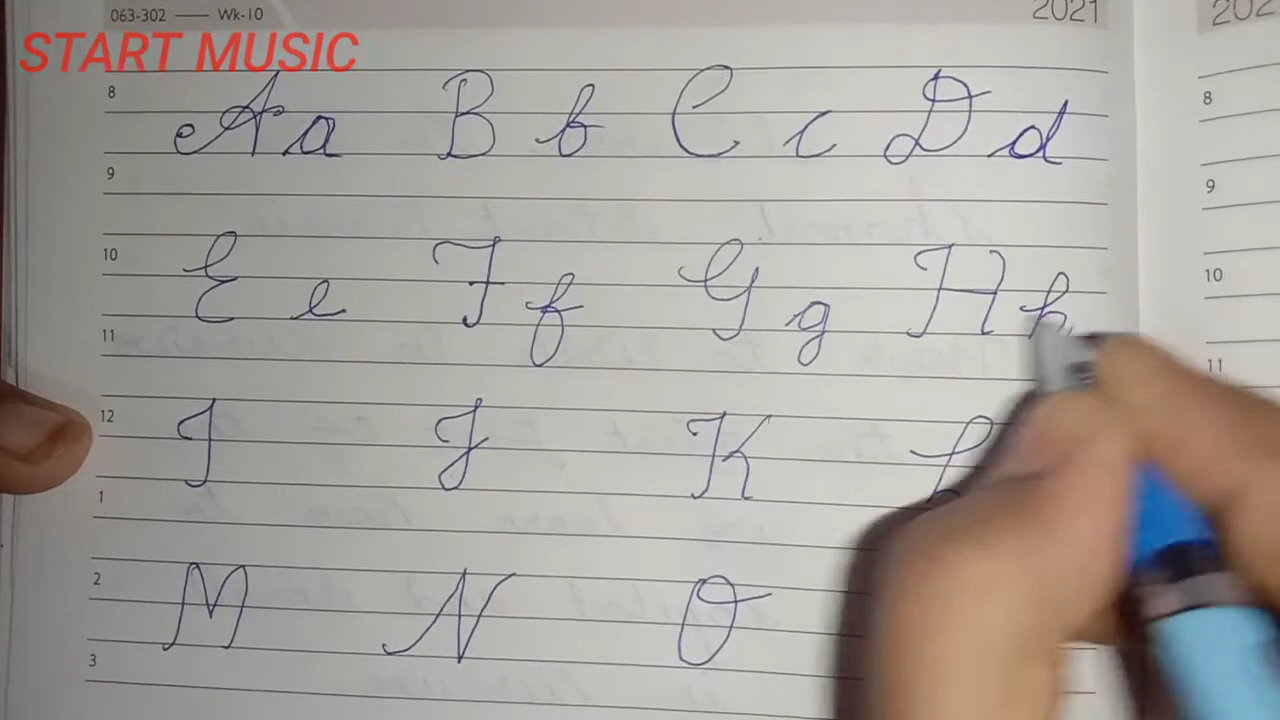 063-302 — Wk-10 2021 202
START MUSIC
8 Aa Bb Cc Dd 8
9 9
10 Ee Ff Gg Hh 10
11 11
12 I J K L
1
2 M N O
3